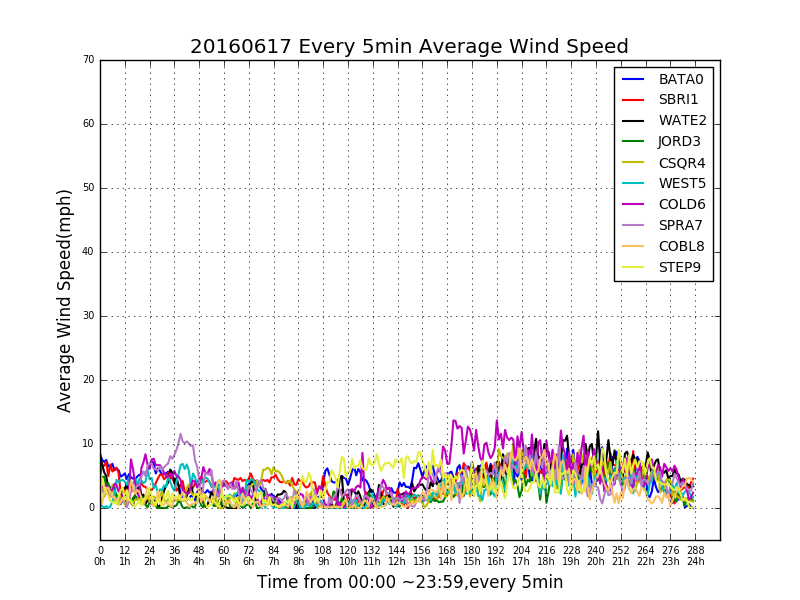 20160617 Every 5min Average Wind Speed
70
60
50
40
30
20
10
0
Average Wind Speed(mph)
BATA0
SBRI1
WATE2
JORD3
CSQR4
WEST5
COLD6
SPRA7
COBL8
STEP9
0 12 24 36 48 60 72 84 96 108 120 132 144 156 168 180 192 204 216 228 240 252 264 276 288
0h 1h 2h 3h 4h 5h 6h 7h 8h 9h 10h 11h 12h 13h 14h 15h 16h 17h 18h 19h 20h 21h 22h 23h 24h
Time from 00:00 ~23:59,every 5min